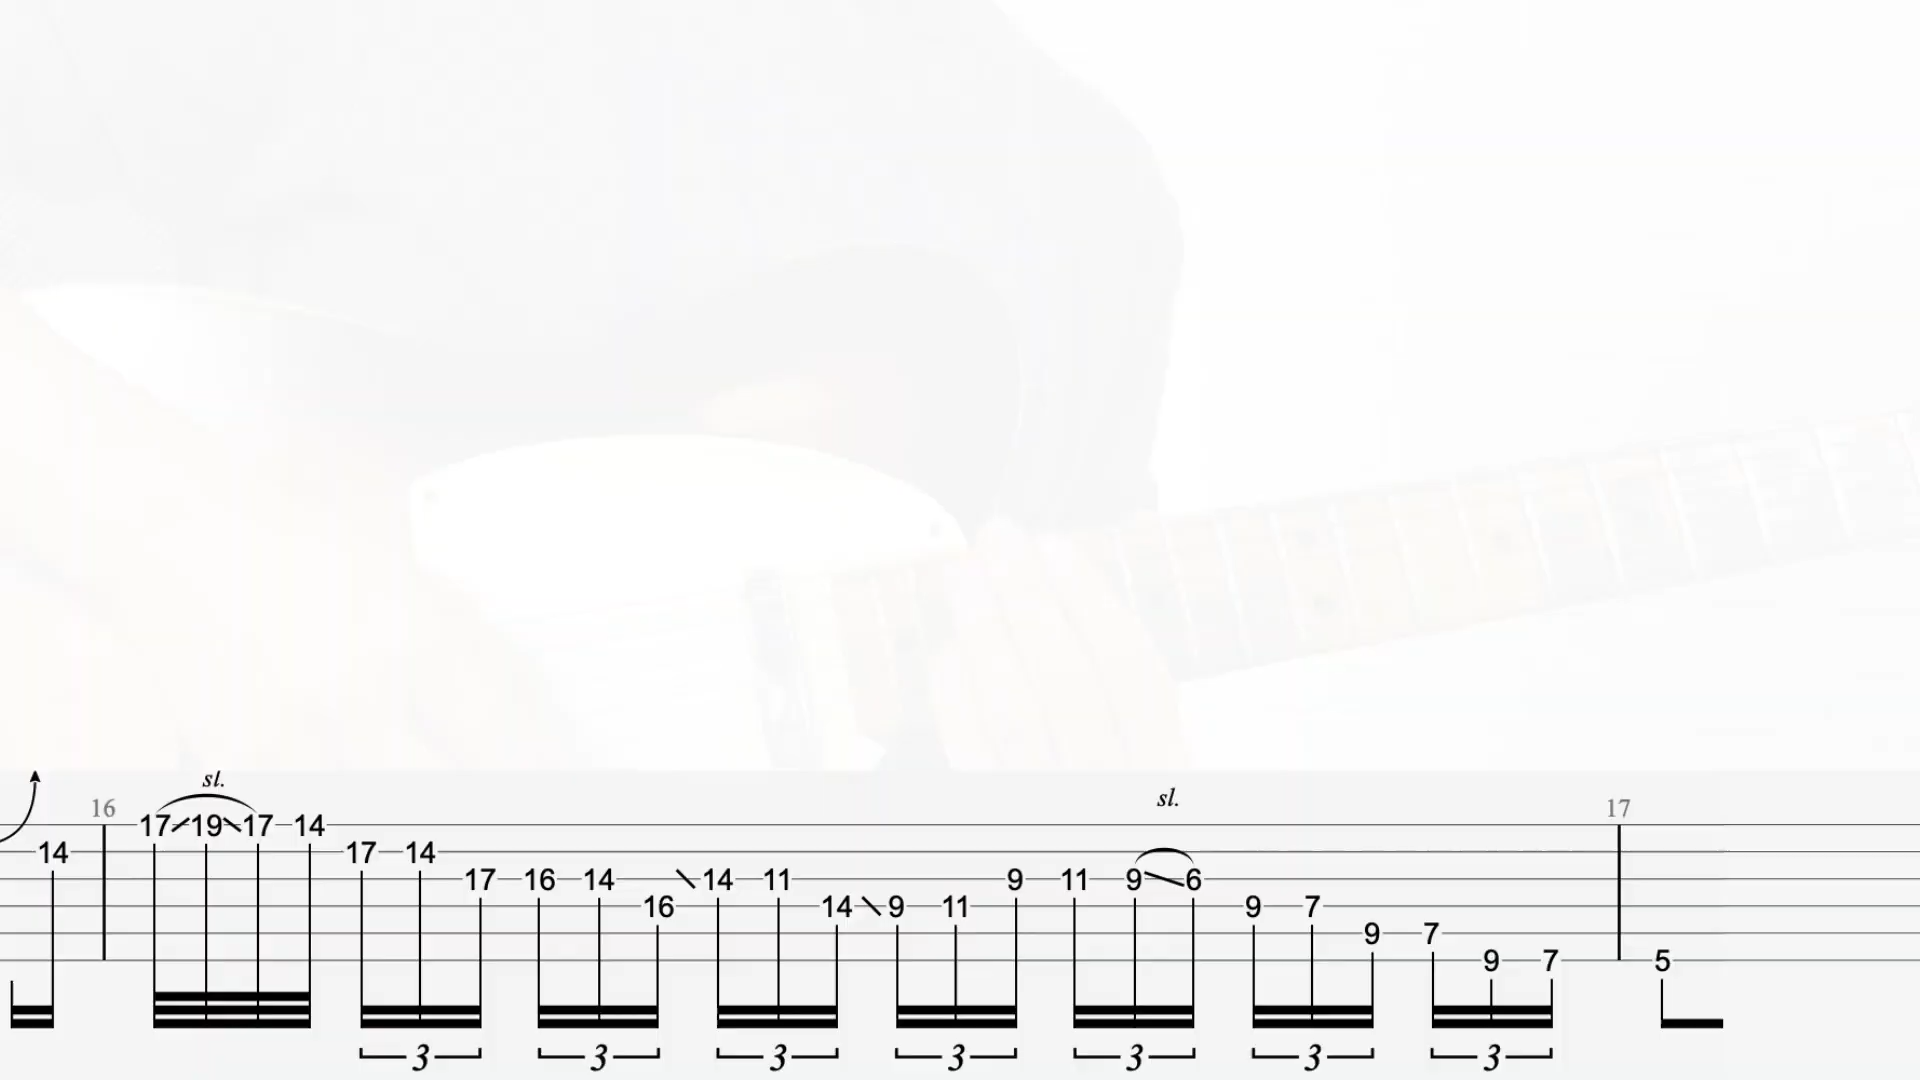 sl.
sl.
16 17
17 19 17 14
14 17 14
17 16 14 14 11 9 11 9 6
16 14 9 11 9 7
9 7
9 7 5
3 3 3 3 3 3 3